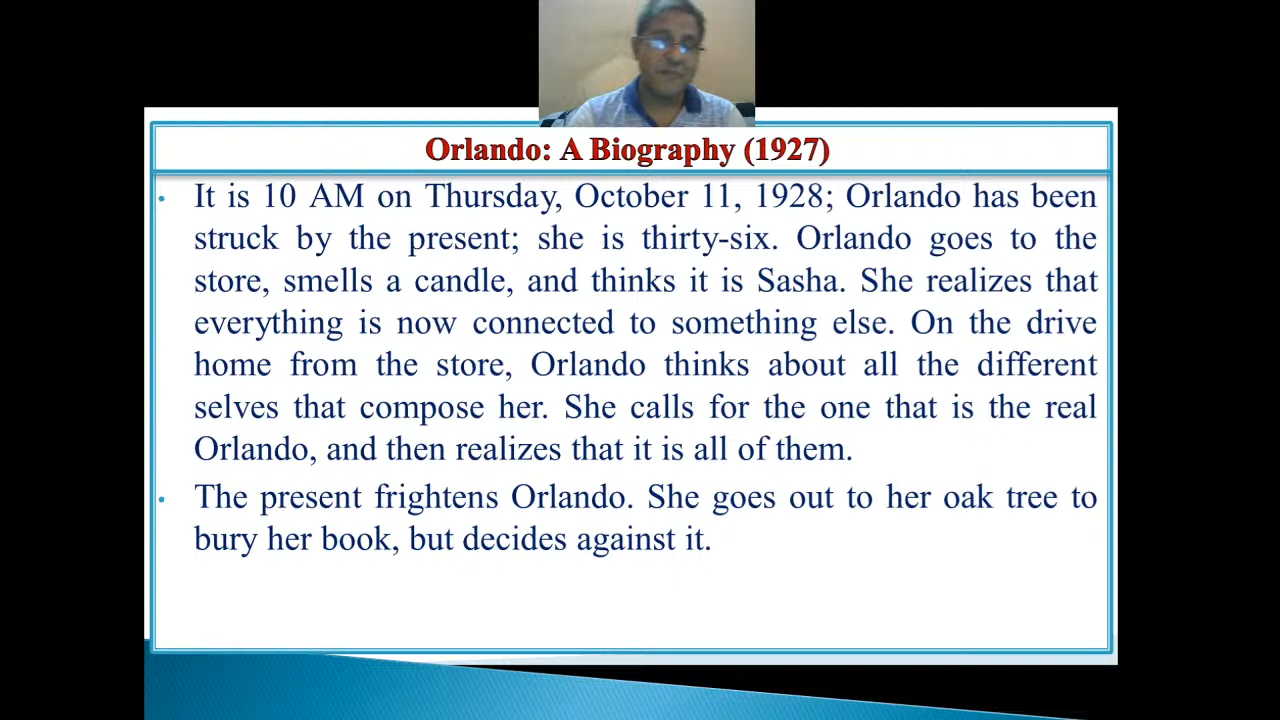 Orlando: A Biography (1927)
• It is 10 AM on Thursday, October 11, 1928; Orlando has been
struck by the present; she is thirty-six. Orlando goes to the
store, smells a candle, and thinks it is Sasha. She realizes that
everything is now connected to something else. On the drive
home from the store, Orlando thinks about all the different
selves that compose her. She calls for the one that is the real
Orlando, and then realizes that it is all of them.
• The present frightens Orlando. She goes out to her oak tree to
bury her book, but decides against it.